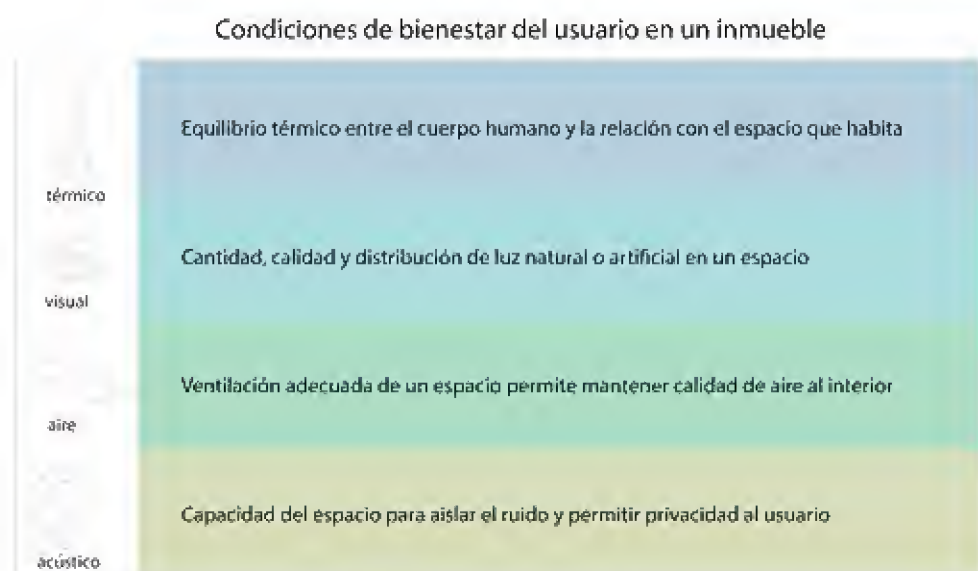 Condiciones de bienestar del usuario en un inmueble
Equilibrio térmico entre el cuerpo humano y la relación con el espacio que habita
térmico
Cantidad, calidad y distribución de luz natural o artificial en un espacio
visual
Ventilación adecuada de un espacio permite mantener calidad de aire al interior
aire
Capacidad del espacio para aislar el ruido y permitir privacidad al usuario
acústico